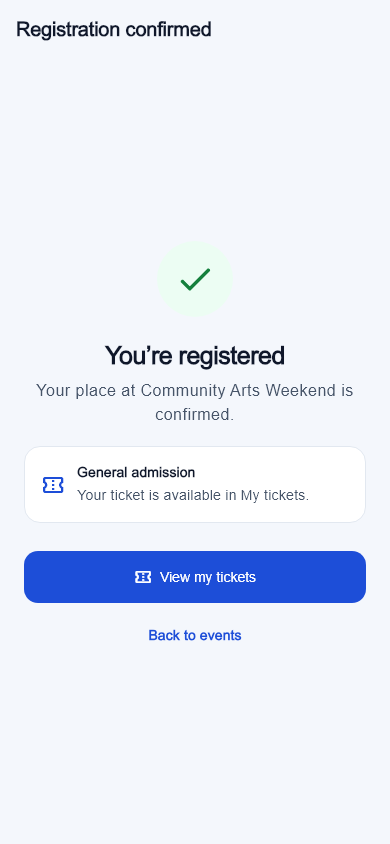 Registration confirmed
You’re registered
Your place at Community Arts Weekend is
confirmed.
General admission
Your ticket is available in My tickets.
View my tickets
Back to events